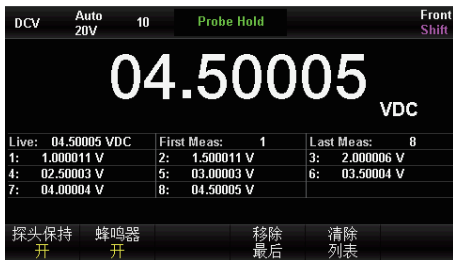 DCV Auto 10 Probe Hold Front
20V Shift
04.50005 VDC
Live: 04.50005 VDC First Meas: 1 Last Meas: 8
1: 1.000011 V 2: 1.500011 V 3: 2.000006 V
4: 02.50003 V 5: 03.00003 V 6: 03.50004 V
7: 04.00004 V 8: 04.50005 V
探头保持 蜂鸣器 移除 清除
开 开 最后 列表